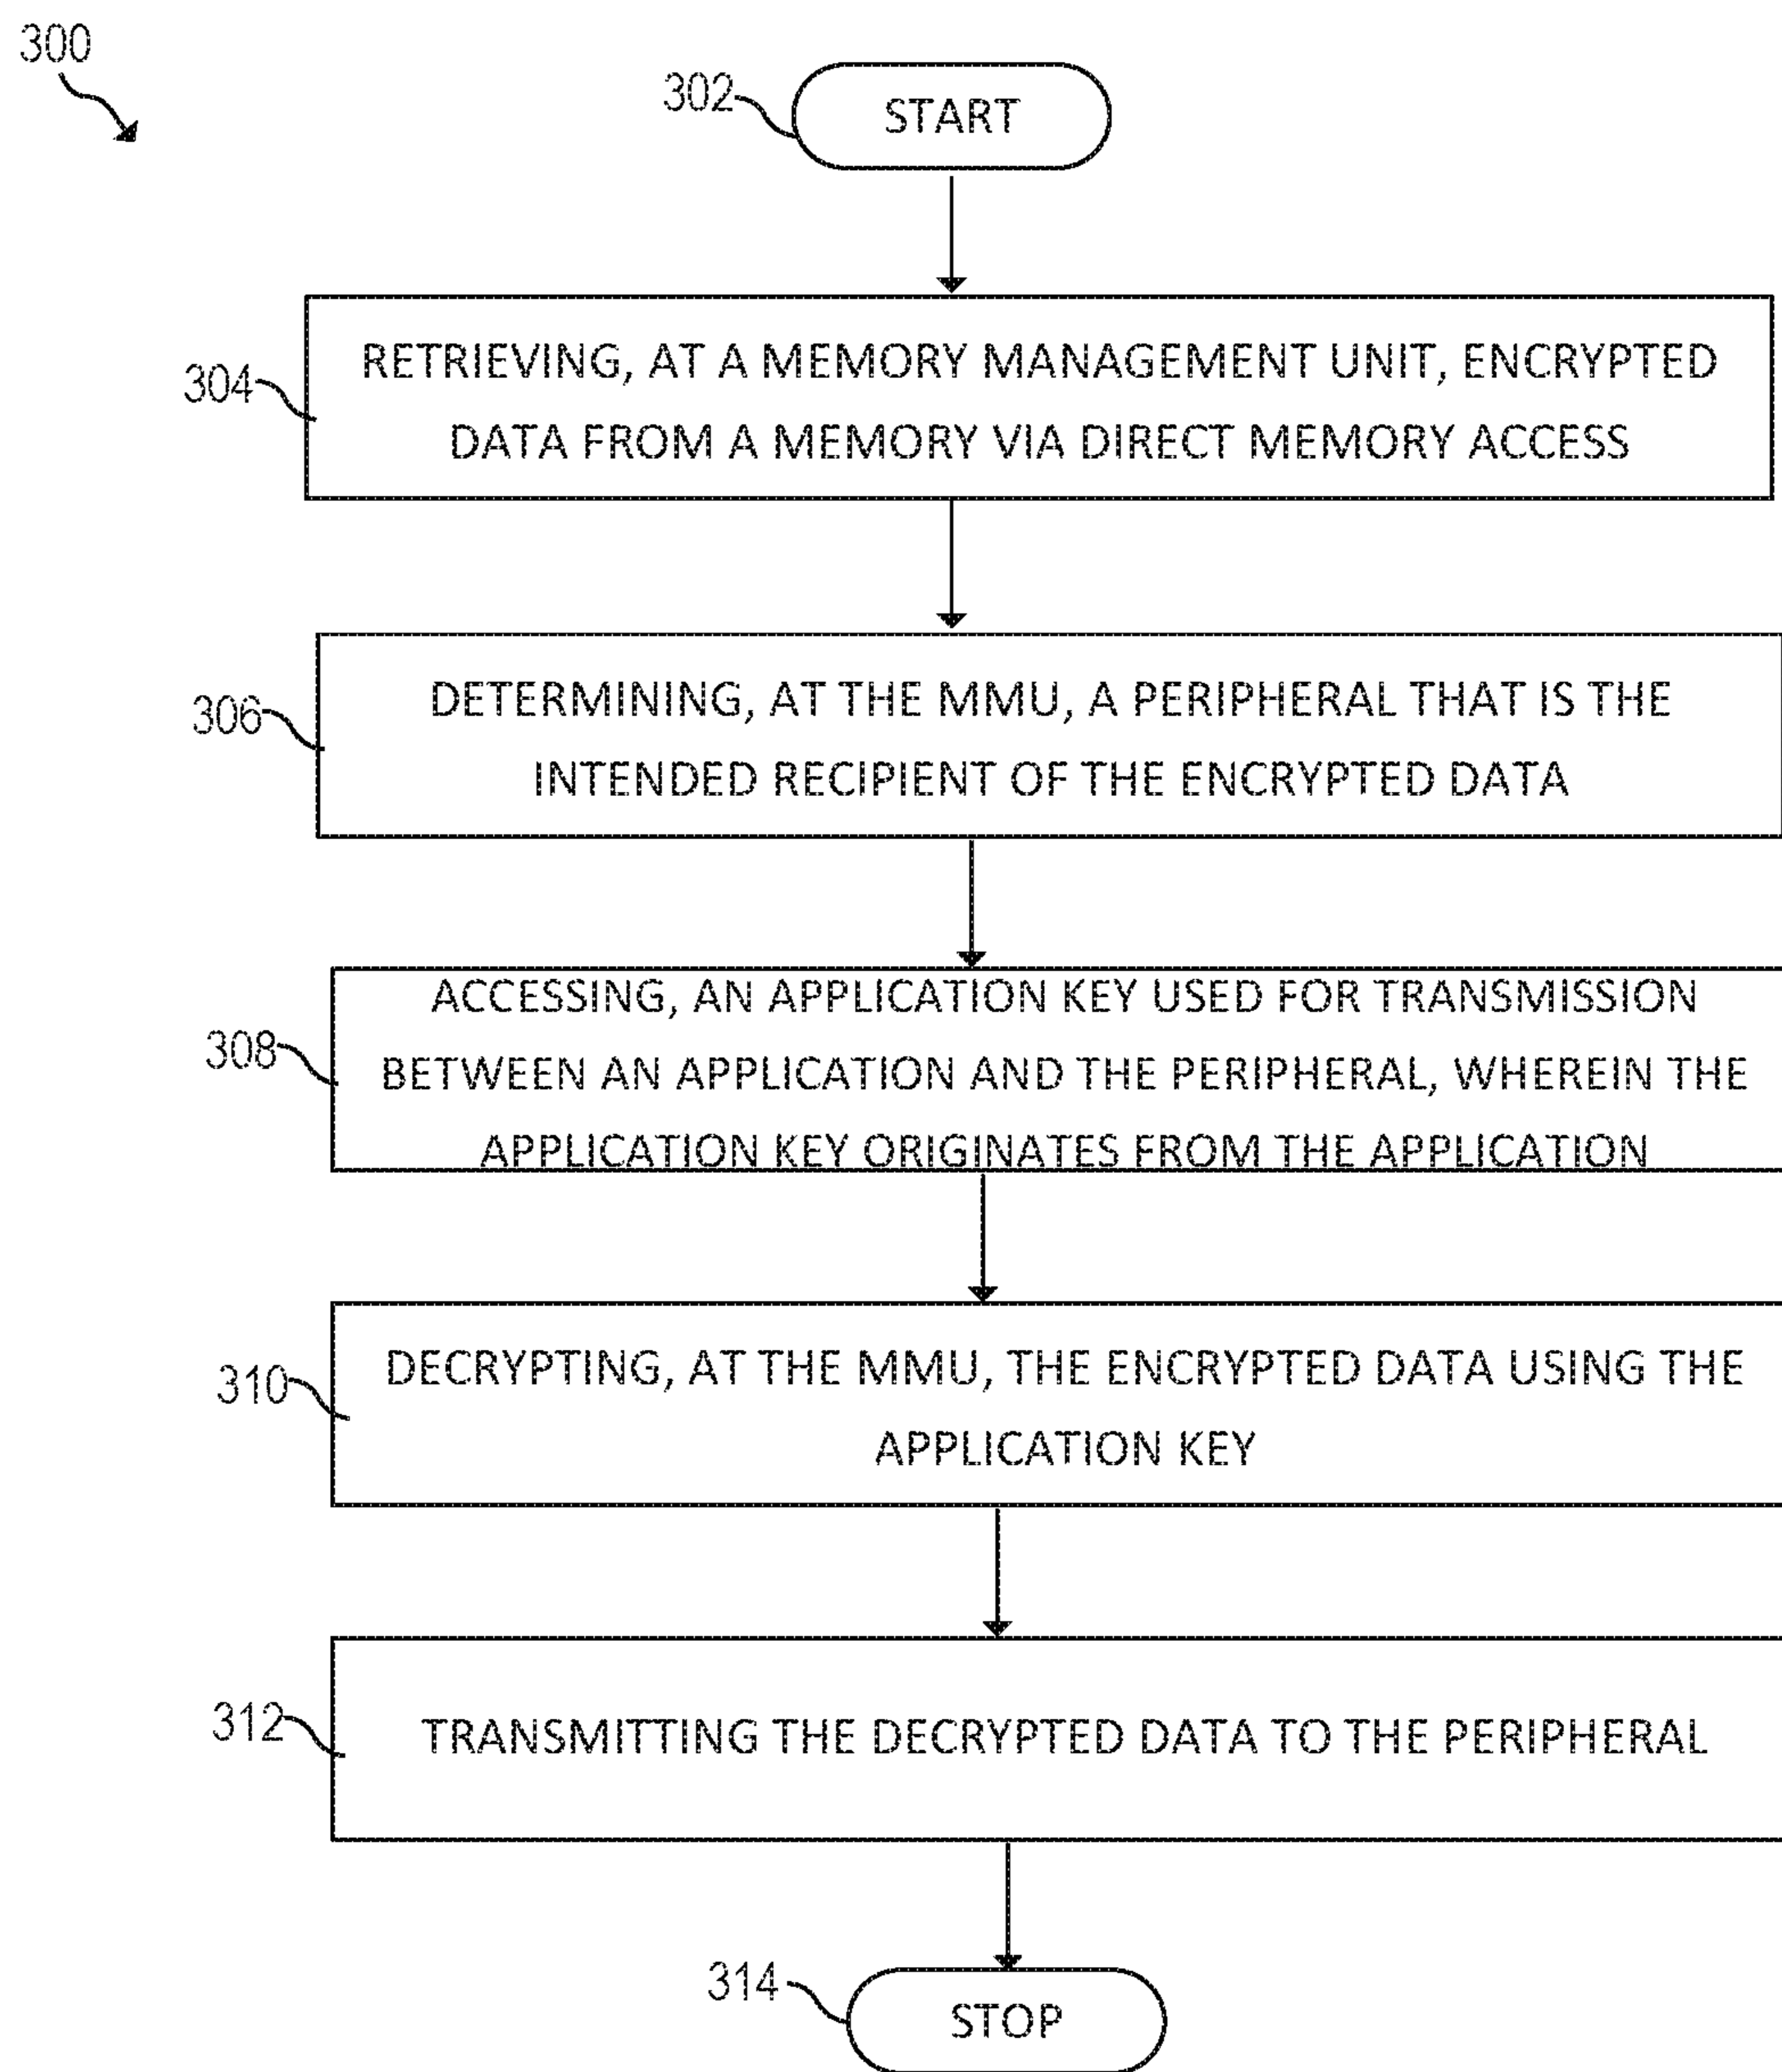 300
302
START
304
RETRIEVING, AT A MEMORY MANAGEMENT UNIT, ENCRYPTED
DATA FROM A MEMORY VIA DIRECT MEMORY ACCESS
306
DETERMINING, AT THE MMU, A PERIPHERAL THAT IS THE
INTENDED RECIPIENT OF THE ENCRYPTED DATA
308
ACCESSING, AN APPLICATION KEY USED FOR TRANSMISSION
BETWEEN AN APPLICATION AND THE PERIPHERAL, WHEREIN THE
APPLICATION KEY ORIGINATES FROM THE APPLICATION
310
DECRYPTING, AT THE MMU, THE ENCRYPTED DATA USING THE
APPLICATION KEY
312
TRANSMITTING THE DECRYPTED DATA TO THE PERIPHERAL
314
STOP